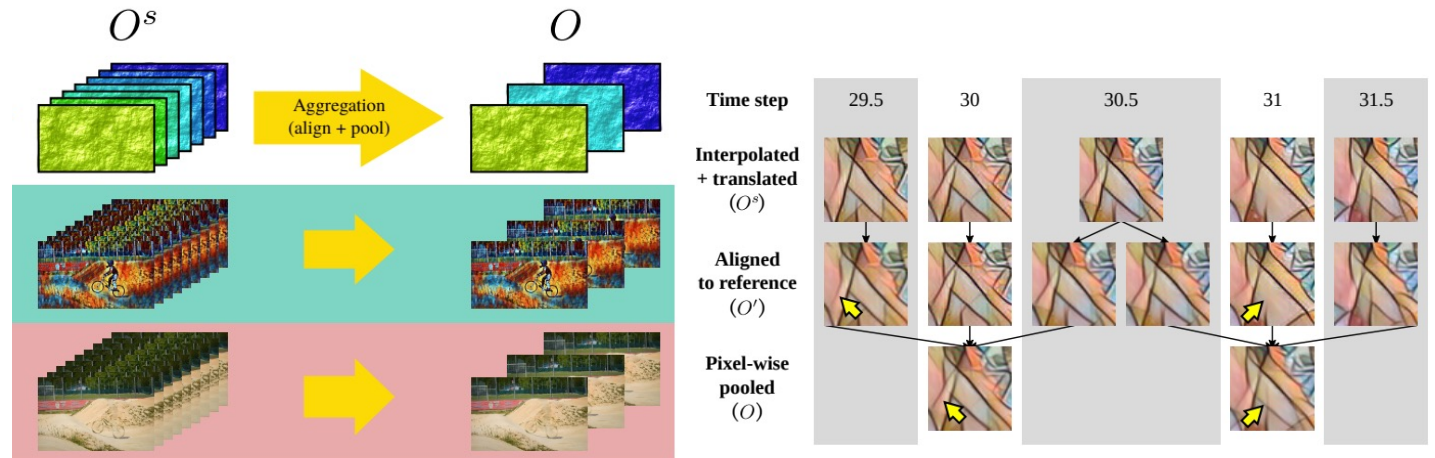 O^s
O
Aggregation
(align + pool)
Time step
29.5
30
30.5
31
31.5
Interpolated
+ translated
(O^s)
Aligned
to reference
(O′)
Pixel-wise
pooled
(O)